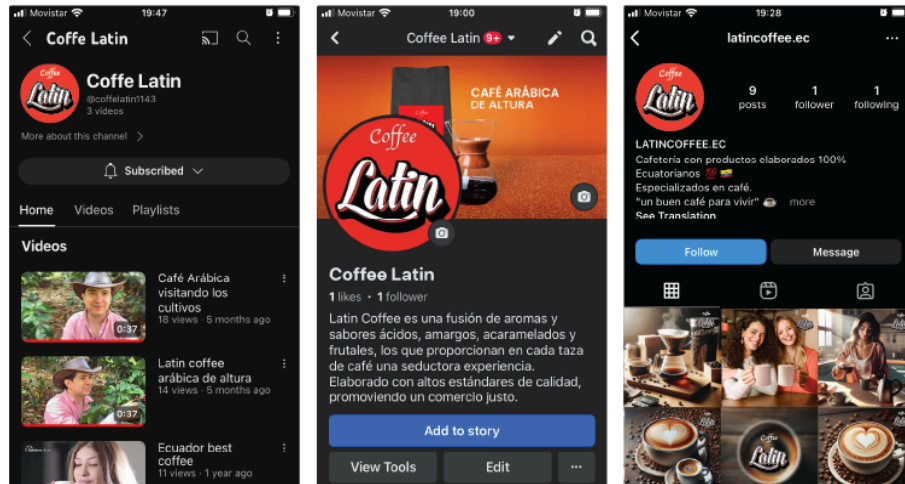 Movistar 19:47
Coffe Latin
Coffee
Latin
Coffe Latin
@coffelatin1143
3 videos
More about this channel
Subscribed
Home Videos Playlists
Videos
Café Arábica
visitando los
cultivos
18 views · 5 months ago
0:37
Latin coffee
arábica de altura
14 views · 5 months ago
0:37
Ecuador best
coffee
11 views · 1 year ago
Movistar 19:00
Coffee Latin 9+
CAFÉ ARÁBICA
DE ALTURA
Coffee
Latin
Coffee Latin
1 likes · 1 follower
Latin Coffee es una fusión de aromas y
sabores ácidos, amargos, acaramelados y
frutales, los que proporcionan en cada taza
de café una seductora experiencia.
Elaborado con altos estándares de calidad,
promoviendo un comercio justo.
Add to story
View Tools Edit ...
Movistar 19:28
latincoffee.ec ...
Coffee
Latin
9 1 1
posts follower following
LATINCOFFEE.EC
Cafetería con productos elaborados 100%
Ecuatorianos 💯 🇪🇨
Especializados en café.
"un buen café para vivir" ☕ more
See Translation
Follow Message
Latin
Latin
Latin
Coffee
Latin